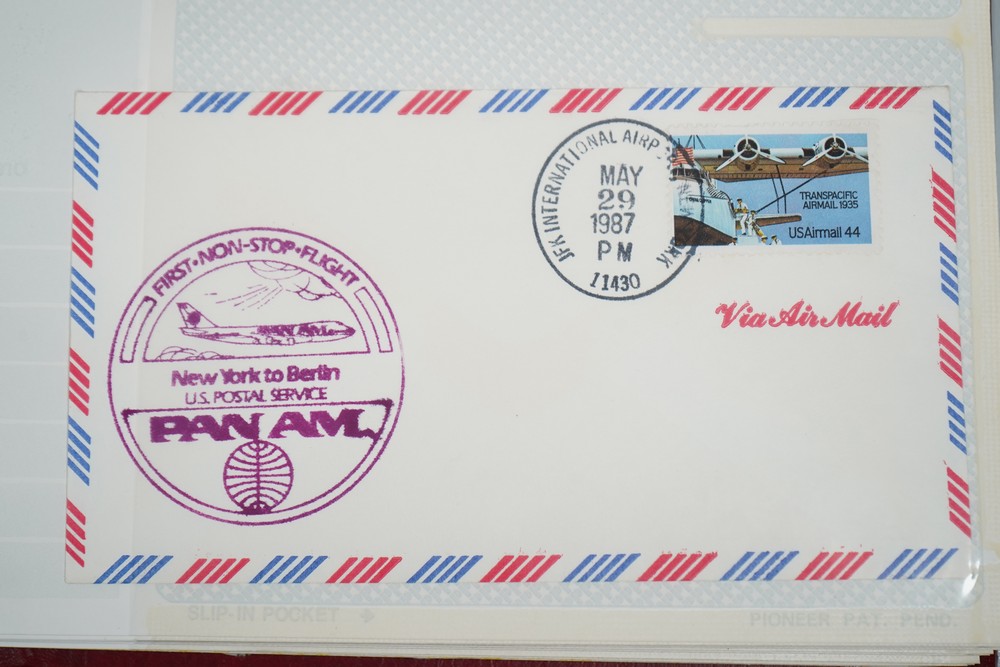 JFK INTERNATIONAL AIRP
MAY
29
1987
PM
11430
TRANSPACIFIC
AIRMAIL 1935
USAirmail 44
Via Air Mail
FIRST·NON-STOP·FLIGHT
PAN AM
New York to Berlin
U.S. POSTAL SERVICE
PAN AM
SLIP-IN POCKET →
PIONEER PAT. PEND.